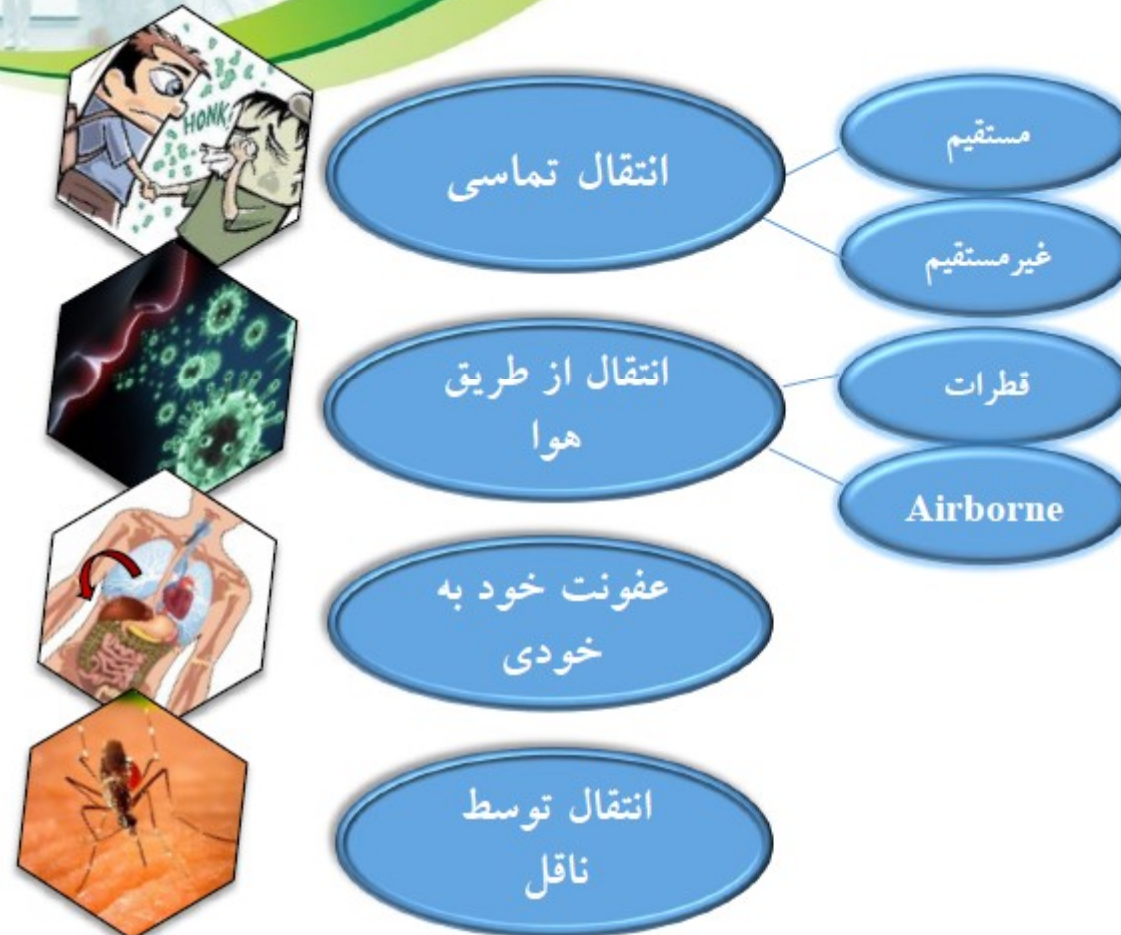 HONK!
انتقال تماسی
مستقیم
غیرمستقیم
انتقال از طریق
هوا
قطرات
Airborne
عفونت خود به
خودی
انتقال توسط
ناقل